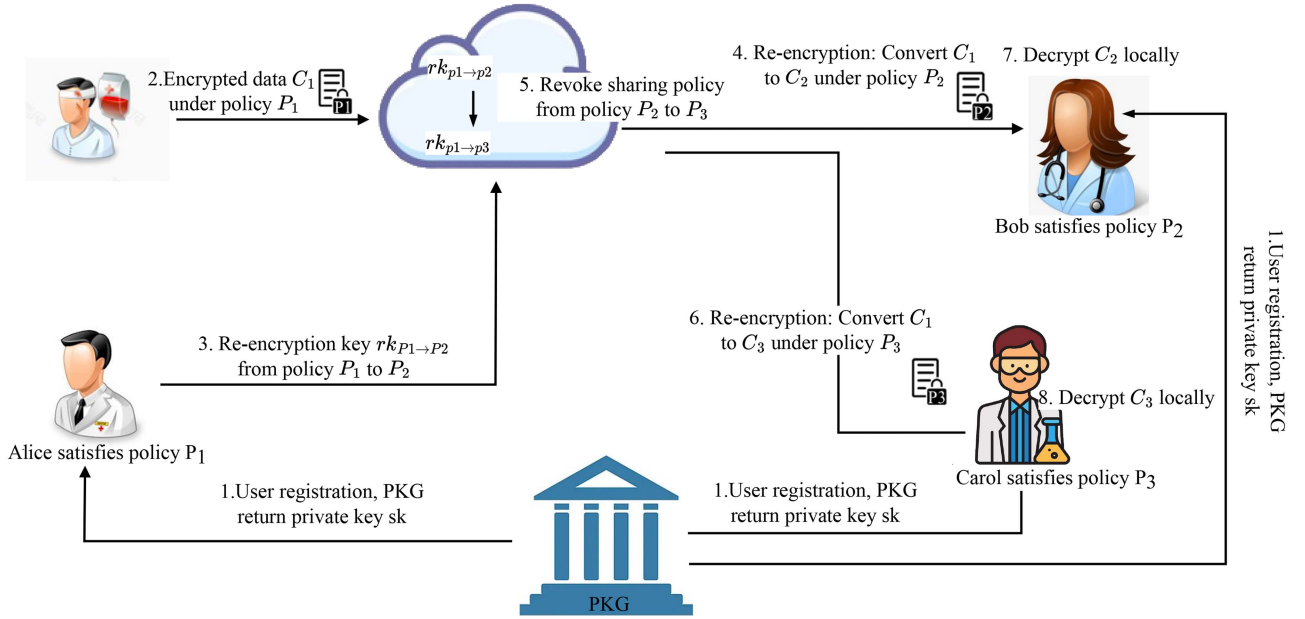 2.Encrypted data C₁
under policy P₁
P1
rkₚ₁→ₚ₂
rkₚ₁→ₚ₃
5. Revoke sharing policy
from policy P₂ to P₃
4. Re-encryption: Convert C₁
to C₂ under policy P₂
P2
7. Decrypt C₂ locally
Bob satisfies policy P₂
1.User registration, PKG
return private key sk
3. Re-encryption key rk_{P1→P2}
from policy P₁ to P₂
6. Re-encryption: Convert C₁
to C₃ under policy P₃
P3
8. Decrypt C₃ locally
Alice satisfies policy P₁
Carol satisfies policy P₃
1.User registration, PKG
return private key sk
1.User registration, PKG
return private key sk
PKG